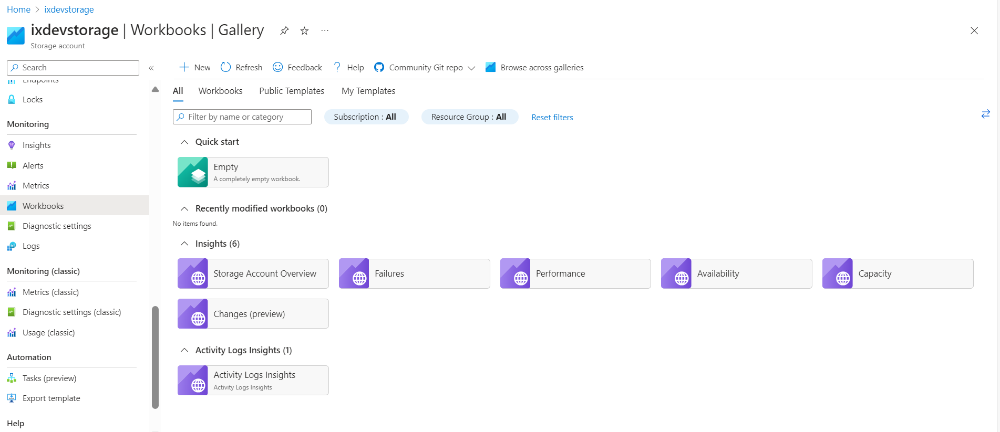 Home > ixdevstorage
ixdevstorage | Workbooks | Gallery
Storage account
Search
Endpoints
Locks
Monitoring
Insights
Alerts
Metrics
Workbooks
Diagnostic settings
Logs
Monitoring (classic)
Metrics (classic)
Diagnostic settings (classic)
Usage (classic)
Automation
Tasks (preview)
Export template
Help
New Refresh Feedback Help Community Git repo Browse across galleries
All Workbooks Public Templates My Templates
Filter by name or category Subscription : All Resource Group : All Reset filters
Quick start
Empty
A completely empty workbook.
Recently modified workbooks (0)
No items found.
Insights (6)
Storage Account Overview Failures Performance Availability Capacity
Changes (preview)
Activity Logs Insights (1)
Activity Logs Insights
Activity Logs Insights